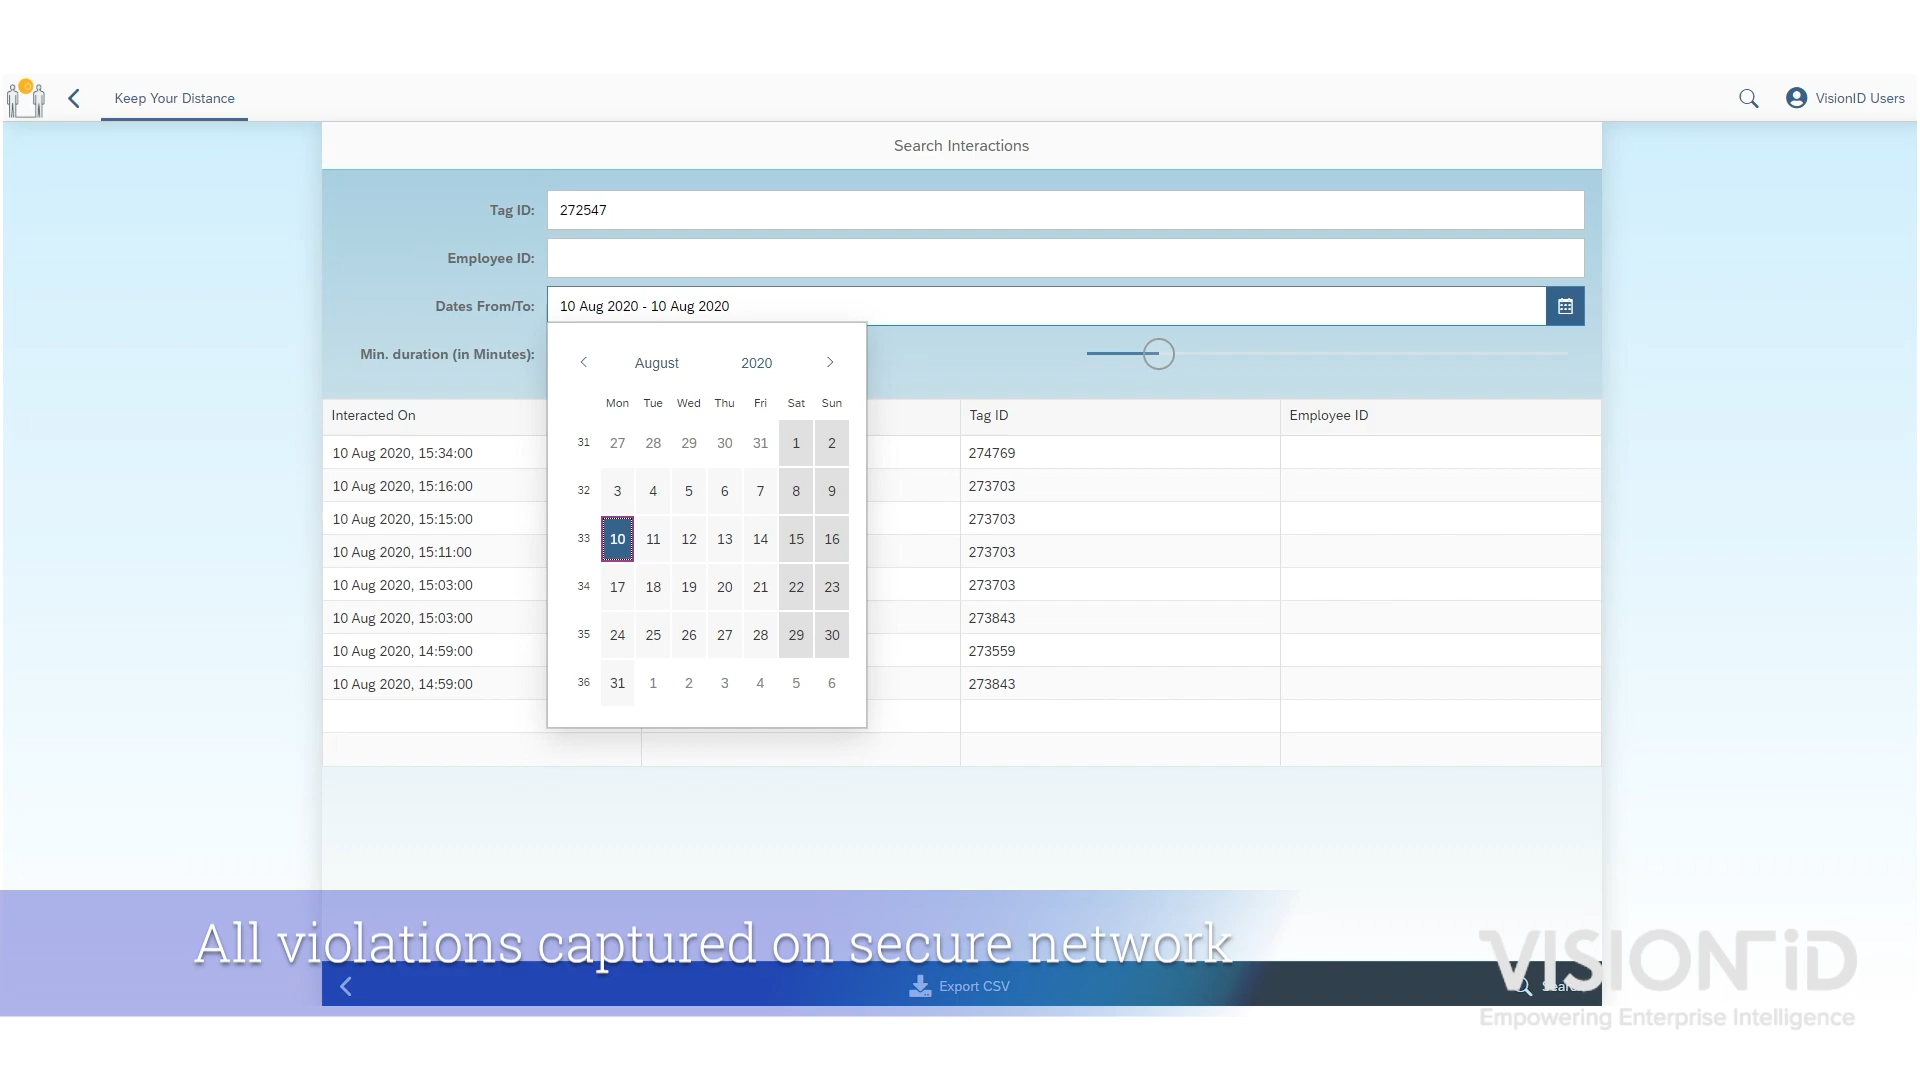 Keep Your Distance
VisionID Users
Search Interactions
Tag ID: 272547
Employee ID:
Dates From/To: 10 Aug 2020 - 10 Aug 2020
Min. duration (in Minutes):
August 2020
Mon Tue Wed Thu Fri Sat Sun
31 27 28 29 30 31 1 2
32 3 4 5 6 7 8 9
33 10 11 12 13 14 15 16
34 17 18 19 20 21 22 23
35 24 25 26 27 28 29 30
36 31 1 2 3 4 5 6
Interacted On Tag ID Employee ID
10 Aug 2020, 15:34:00 274769
10 Aug 2020, 15:16:00 273703
10 Aug 2020, 15:15:00 273703
10 Aug 2020, 15:11:00 273703
10 Aug 2020, 15:03:00 273703
10 Aug 2020, 15:03:00 273843
10 Aug 2020, 14:59:00 273559
10 Aug 2020, 14:59:00 273843
All violations captured on secure network
Export CSV
Search
VISION iD
Empowering Enterprise Intelligence